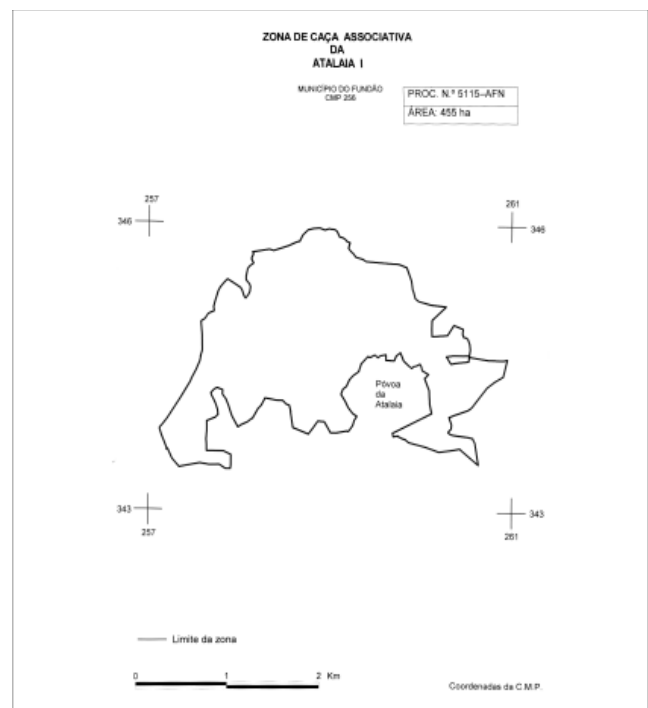 ZONA DE CAÇA ASSOCIATIVA
DA
ATALAIA I
MUNICÍPIO DO FUNDÃO
CMP 256
PROC. N.º 5115–AFN
ÁREA: 455 ha
257
261
346
346
Póvoa
da
Atalaia
343
343
257
261
Limite da zona
0 1 2 Km
Coordenadas da C.M.P.